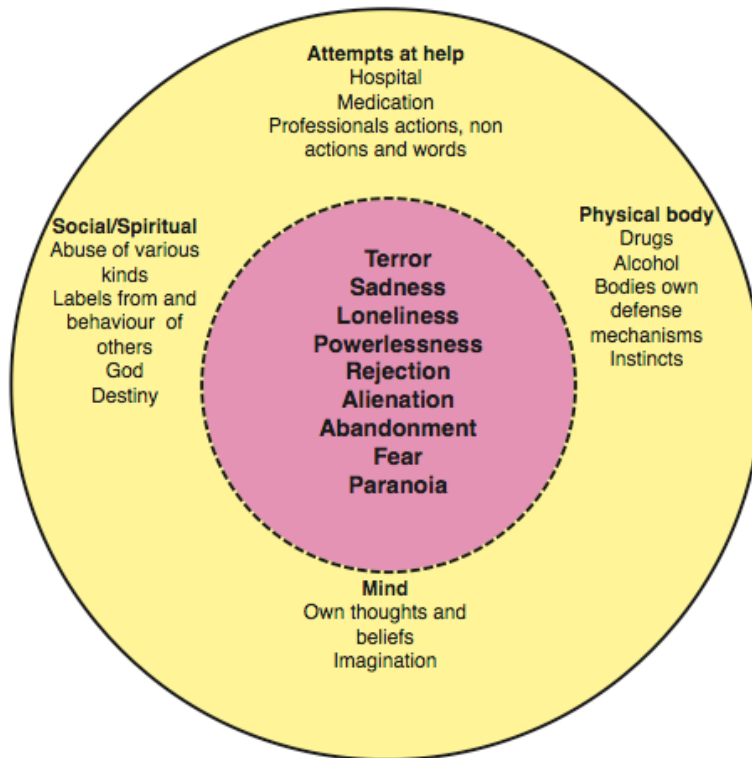 Attempts at help
Hospital
Medication
Professionals actions, non
actions and words
Social/Spiritual
Abuse of various
kinds
Labels from and
behaviour of
others
God
Destiny
Terror
Sadness
Loneliness
Powerlessness
Rejection
Alienation
Abandonment
Fear
Paranoia
Physical body
Drugs
Alcohol
Bodies own
defense
mechanisms
Instincts
Mind
Own thoughts and
beliefs
Imagination